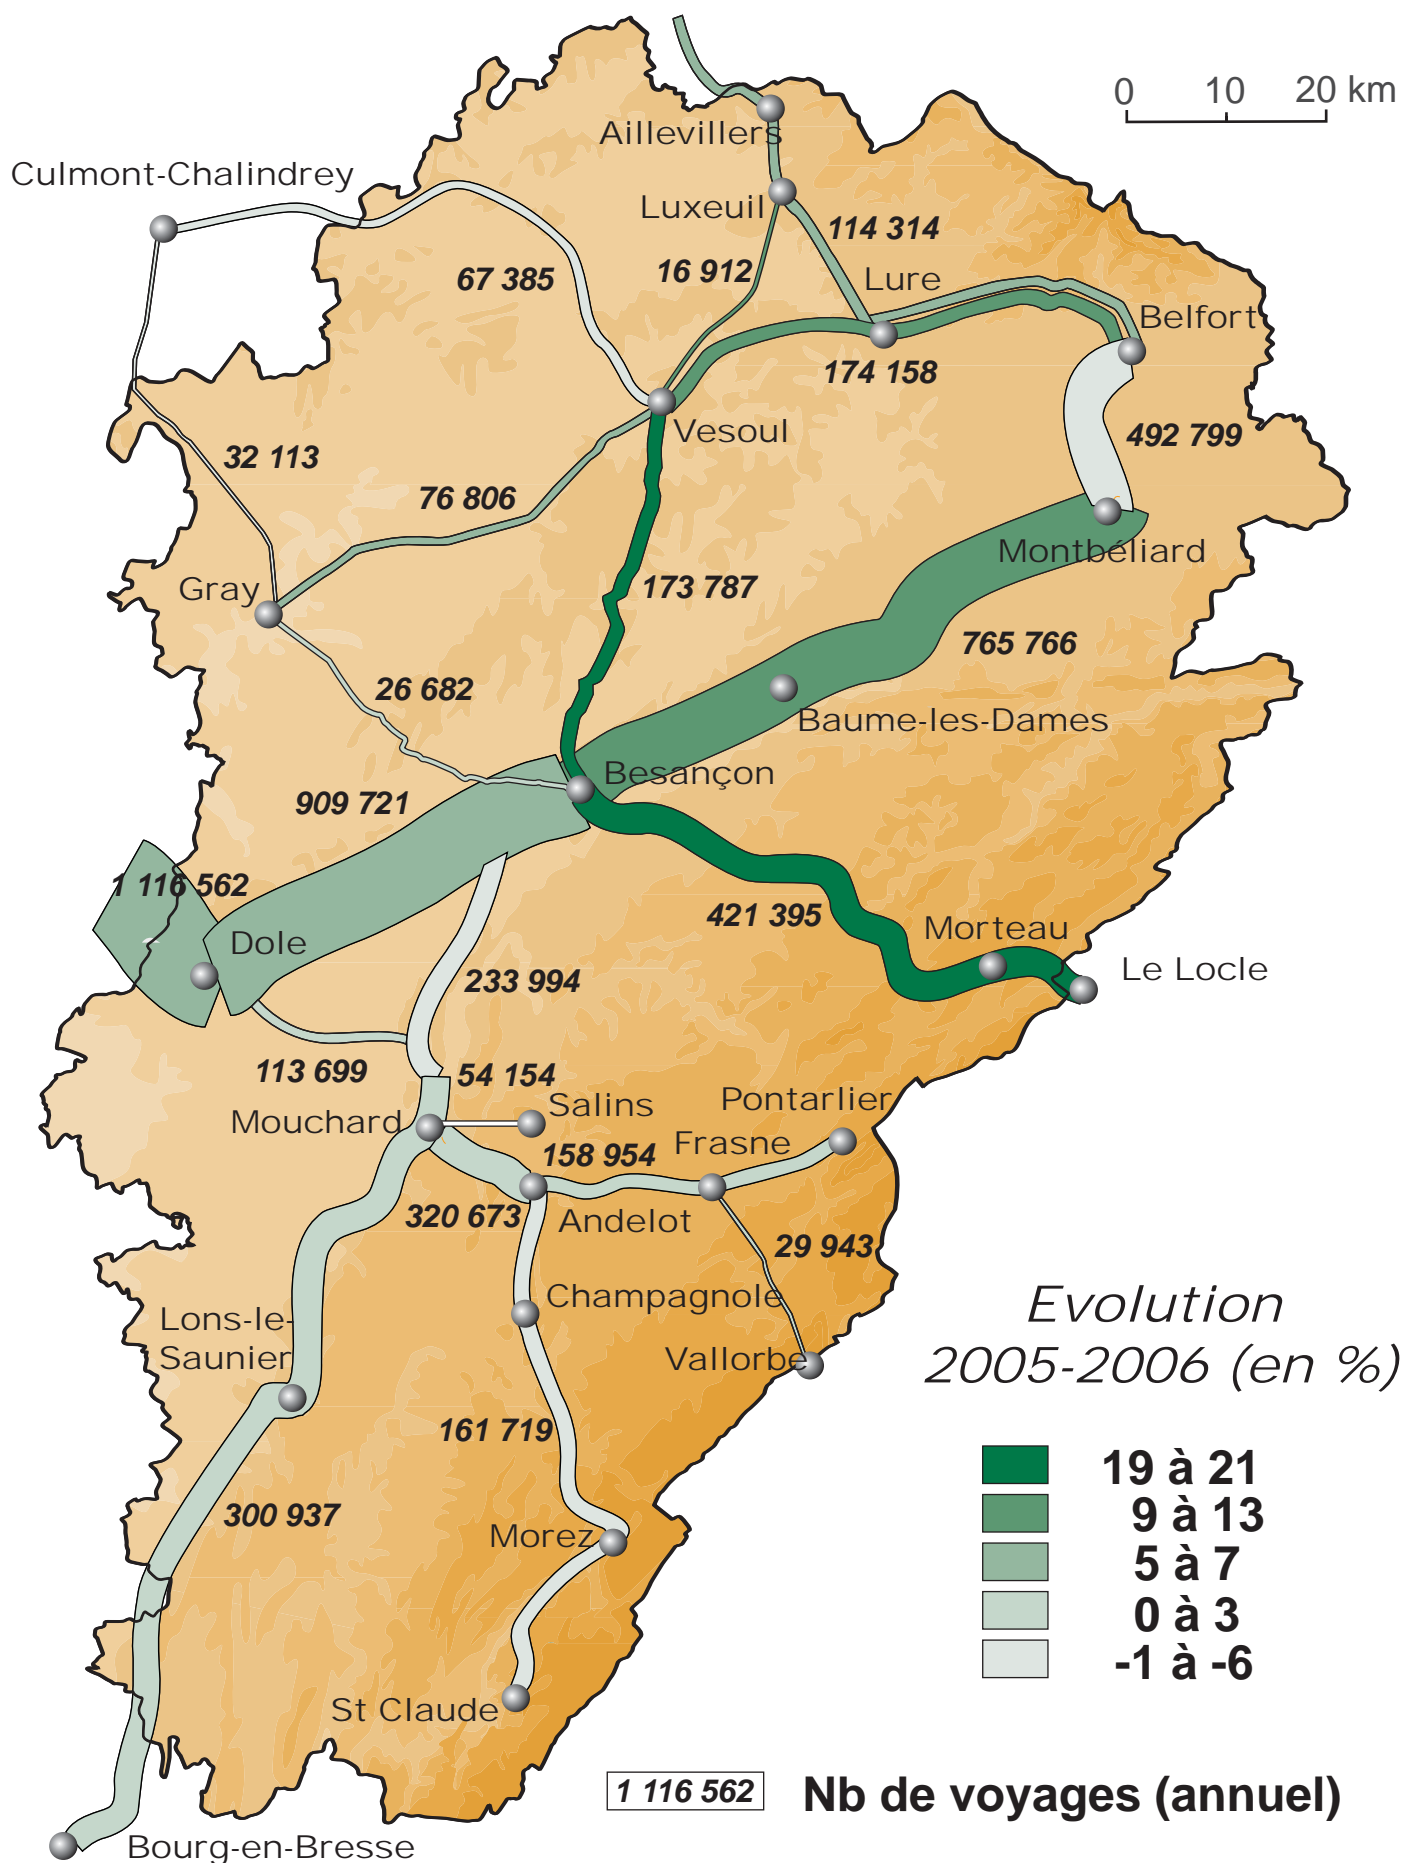 0 10 20 km
Aillevillers
Culmont-Chalindrey
Luxeuil
114 314
67 385
16 912
Lure
Belfort
174 158
Vesoul
492 799
32 113
76 806
Montbéliard
Gray
173 787
765 766
26 682
Baume-les-Dames
Besançon
909 721
1 116 562
421 395
Morteau
Dole
Le Locle
233 994
113 699
54 154
Pontarlier
Salins
Mouchard
Frasne
158 954
320 673
Andelot
29 943
Champagnole
Lons-le-
Saunier
Vallorbe
161 719
300 937
Morez
St Claude
Bourg-en-Bresse
Evolution
2005-2006 (en %)
19 à 21
9 à 13
5 à 7
0 à 3
-1 à -6
1 116 562 Nb de voyages (annuel)